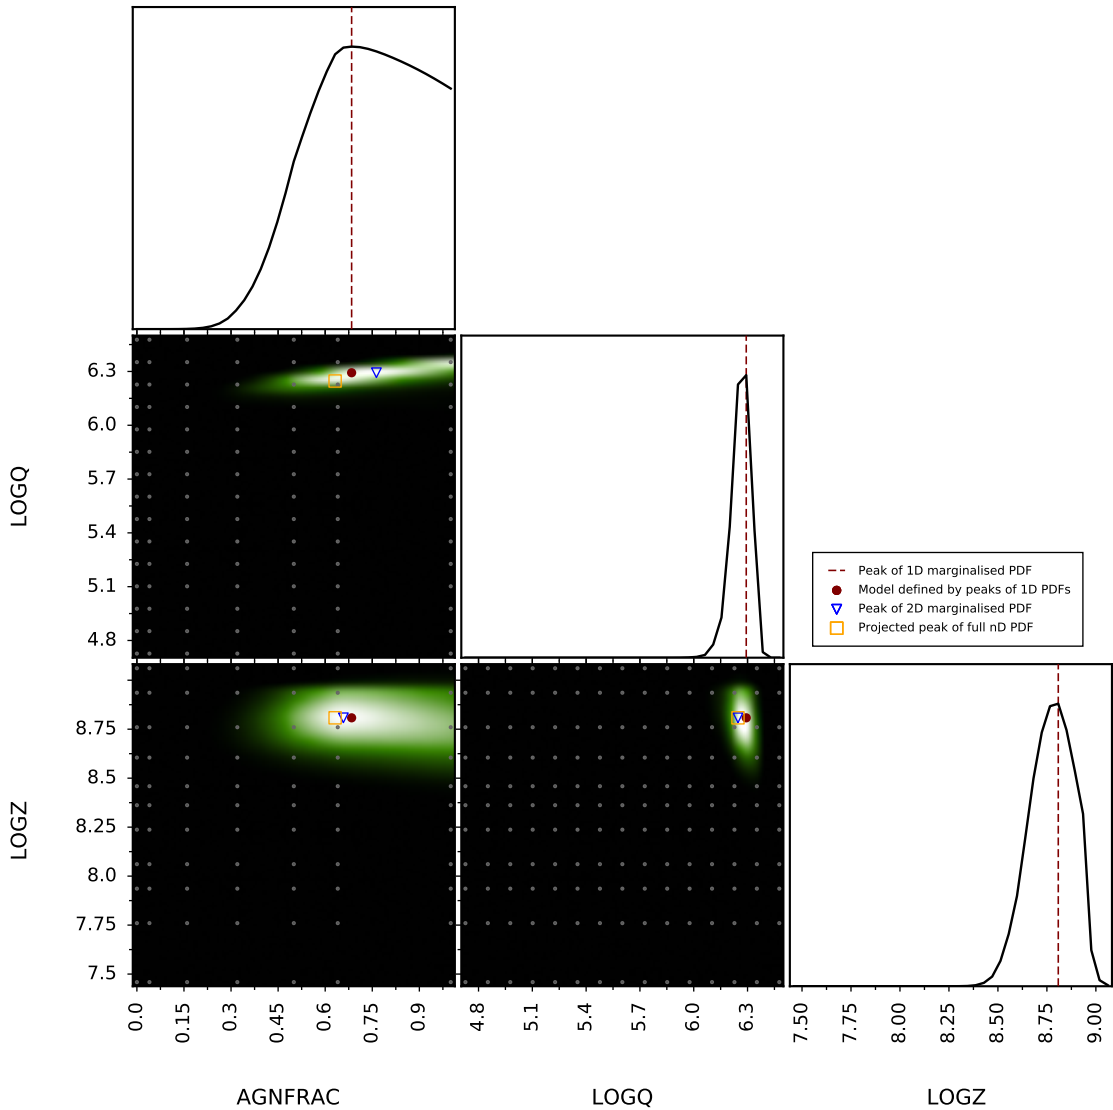 6.3
6.0
5.7
5.4
5.1
4.8
LOGQ
Peak of 1D marginalised PDF
Model defined by peaks of 1D PDFs
Peak of 2D marginalised PDF
Projected peak of full nD PDF
8.75
8.5
8.25
8.0
7.75
7.5
LOGZ
0.0 0.15 0.3 0.45 0.6 0.75 0.9
4.8 5.1 5.4 5.7 6.0 6.3
7.50 7.75 8.00 8.25 8.50 8.75 9.00
AGNFRAC
LOGQ
LOGZ